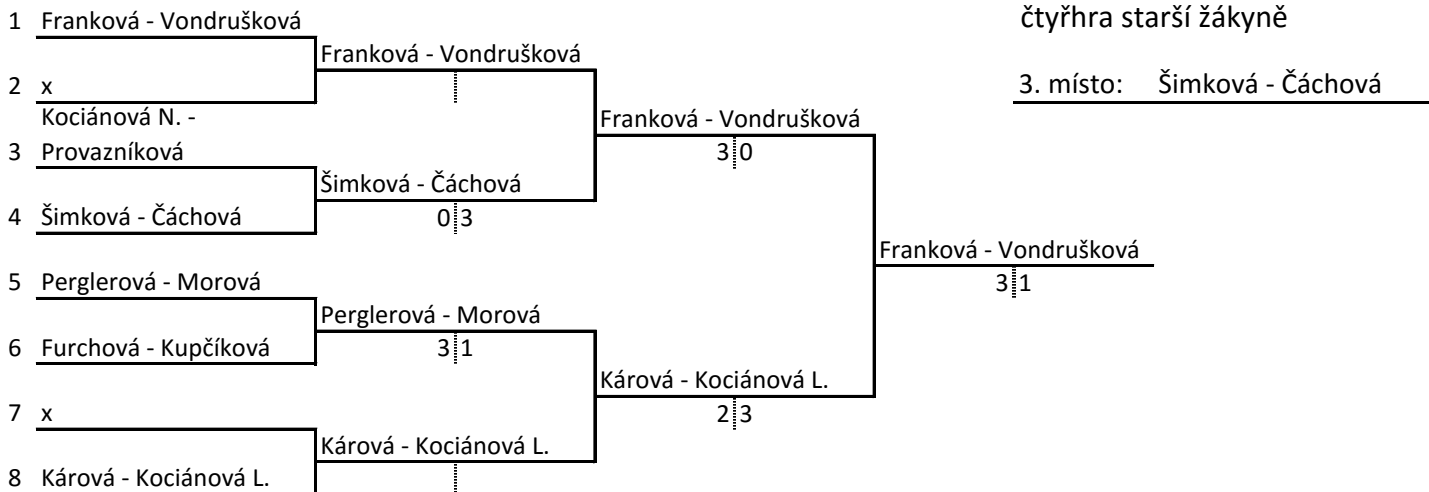 1 Franková - Vondrušková
čtyřhra starší žákyně
Franková - Vondrušková
2 x
3. místo: Šimková - Čáchová
Kociánová N. -
Franková - Vondrušková
3 Provazníková
3 0
Šimková - Čáchová
4 Šimková - Čáchová
0 3
Franková - Vondrušková
5 Perglerová - Morová
3 1
Perglerová - Morová
6 Furchová - Kupčíková
3 1
Kárová - Kociánová L.
7 x
2 3
Kárová - Kociánová L.
8 Kárová - Kociánová L.